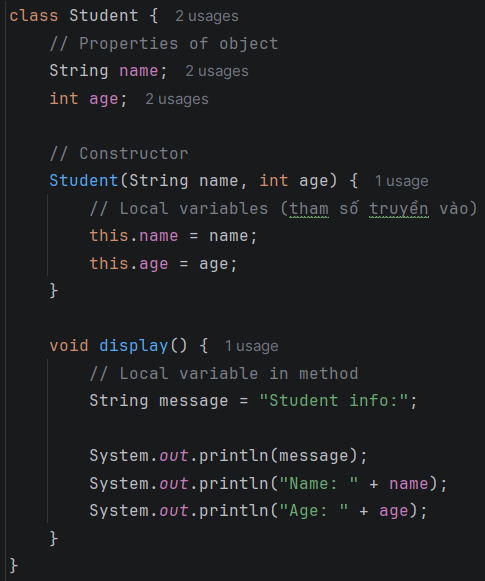 class Student {  2 usages
    // Properties of object
    String name;  2 usages
    int age;  2 usages

    // Constructor
    Student(String name, int age) {  1 usage
        // Local variables (tham số truyền vào)
        this.name = name;
        this.age = age;
    }

    void display() {  1 usage
        // Local variable in method
        String message = "Student info:";

        System.out.println(message);
        System.out.println("Name: " + name);
        System.out.println("Age: " + age);
    }
}